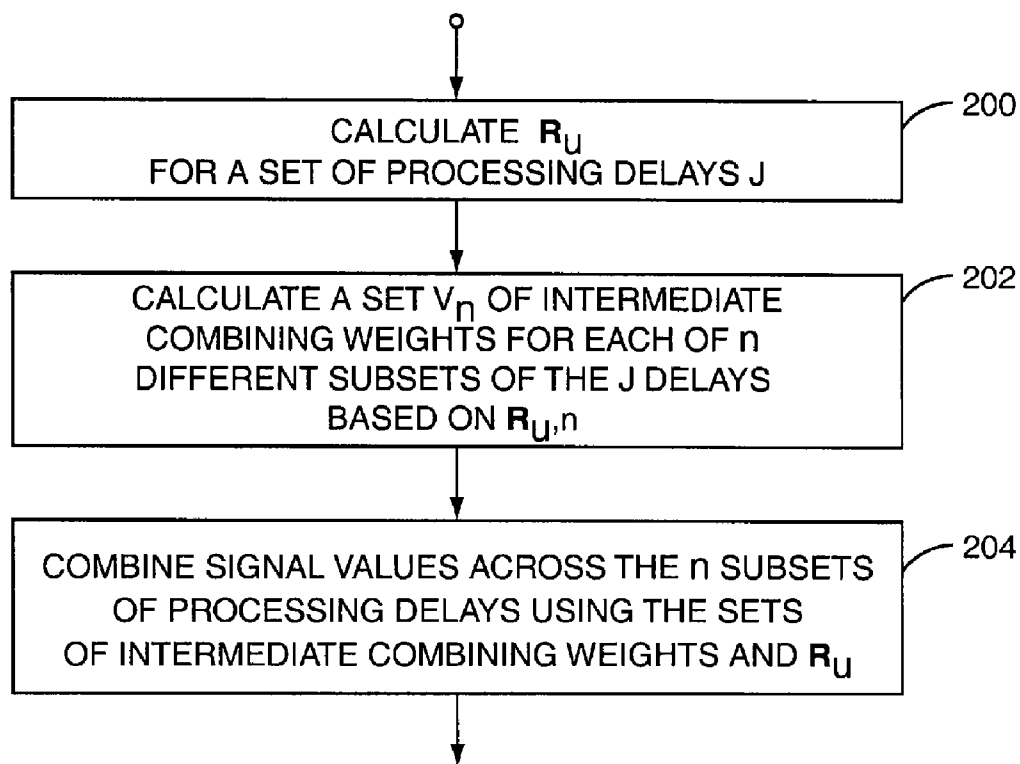 CALCULATE Ru
FOR A SET OF PROCESSING DELAYS J
200
CALCULATE A SET Vn OF INTERMEDIATE
COMBINING WEIGHTS FOR EACH OF n
DIFFERENT SUBSETS OF THE J DELAYS
BASED ON Ru,n
202
COMBINE SIGNAL VALUES ACROSS THE n SUBSETS
OF PROCESSING DELAYS USING THE SETS
OF INTERMEDIATE COMBINING WEIGHTS AND Ru
204